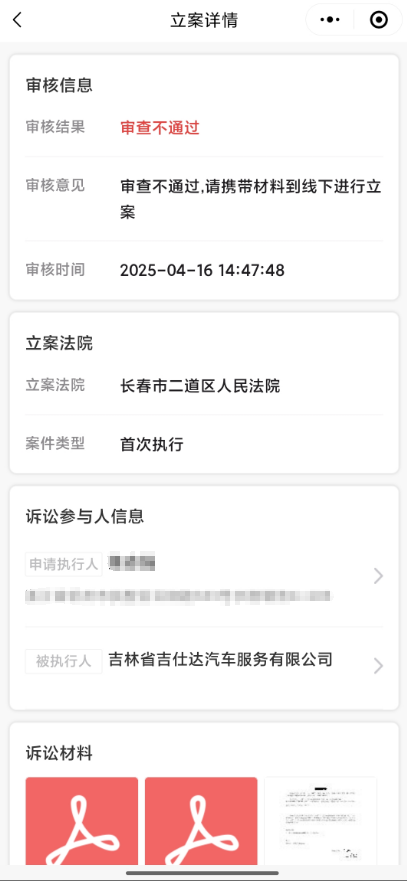 立案详情
审核信息
审核结果 审查不通过
审核意见 审查不通过,请携带材料到线下进行立
案
审核时间 2025-04-16 14:47:48
立案法院
立案法院 长春市二道区人民法院
案件类型 首次执行
诉讼参与人信息
申请执行人
被执行人 吉林省吉仕达汽车服务有限公司
诉讼材料